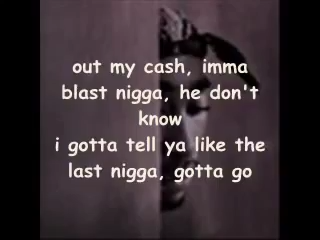 out my cash, imma
blast nigga, he don't
know
i gotta tell ya like the
last nigga, gotta go